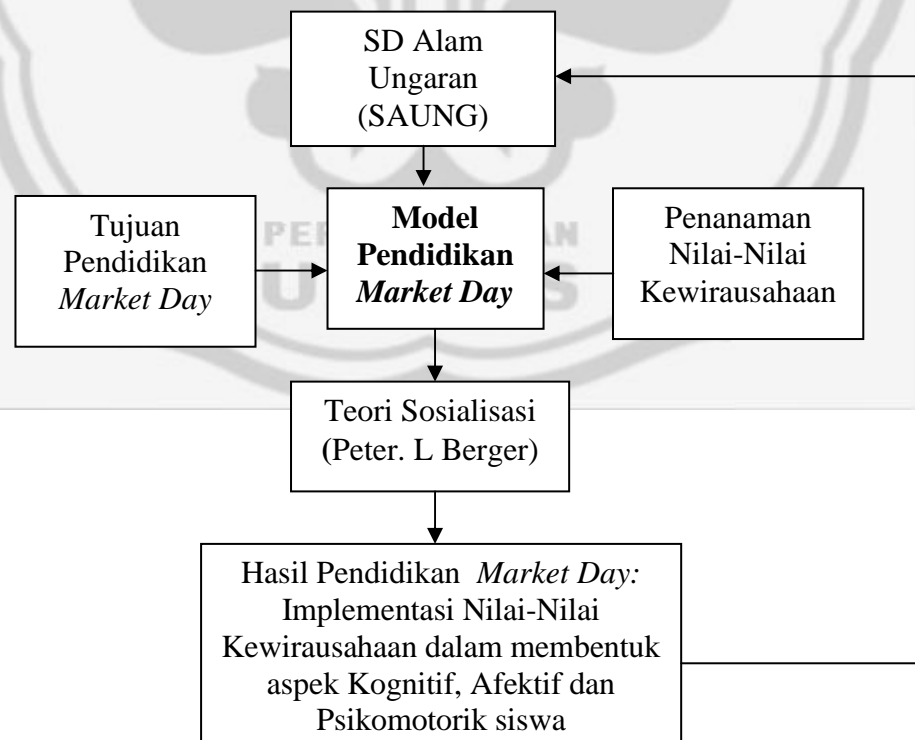 SD Alam
Ungaran
(SAUNG)
Tujuan
Pendidikan
Market Day
Model
Pendidikan
Market Day
Penanaman
Nilai-Nilai
Kewirausahaan
Teori Sosialisasi
(Peter. L Berger)
Hasil Pendidikan Market Day:
Implementasi Nilai-Nilai
Kewirausahaan dalam membentuk
aspek Kognitif, Afektif dan
Psikomotorik siswa